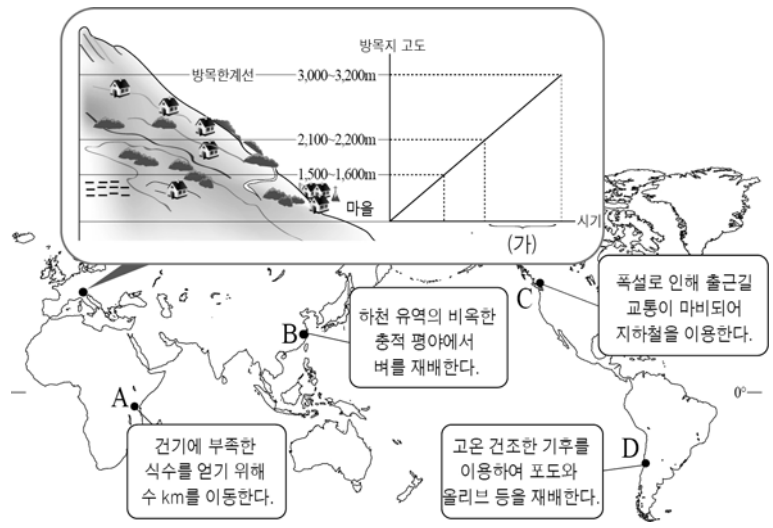 방목지 고도
방목한계선
3,000~3,200m
2,100~2,200m
1,500~1,600m
마을
시기
(가)
폭설로 인해 출근길
교통이 마비되어
지하철을 이용한다.
C
B
하천 유역의 비옥한
충적 평야에서
벼를 재배한다.
0°
A
건기에 부족한
식수를 얻기 위해
수 km를 이동한다.
고온 건조한 기후를
이용하여 포도와
올리브 등을 재배한다.
D